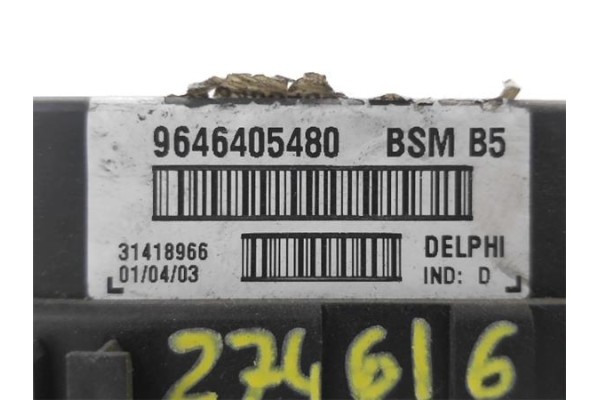 9646405480 BSM B5
31418966 DELPHI
01/04/03 IND: D
274616